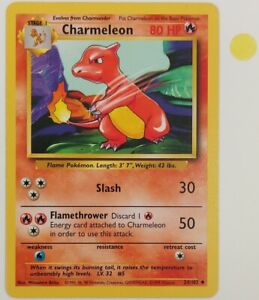 STAGE 1
Evolves from Charmander
Put Charmeleon on the Basic Pokémon
Charmeleon 80 HP
Flame Pokémon. Length: 3' 7", Weight: 42 lbs.
Slash 30
Flamethrower Discard 1
Energy card attached to Charmeleon
in order to use this attack.
50
weakness resistance retreat cost
When it swings its burning tail, it raises the temperature
to unbearably high levels. LV. 32 #5
Illus. Mitsuhiro Arita
24/102